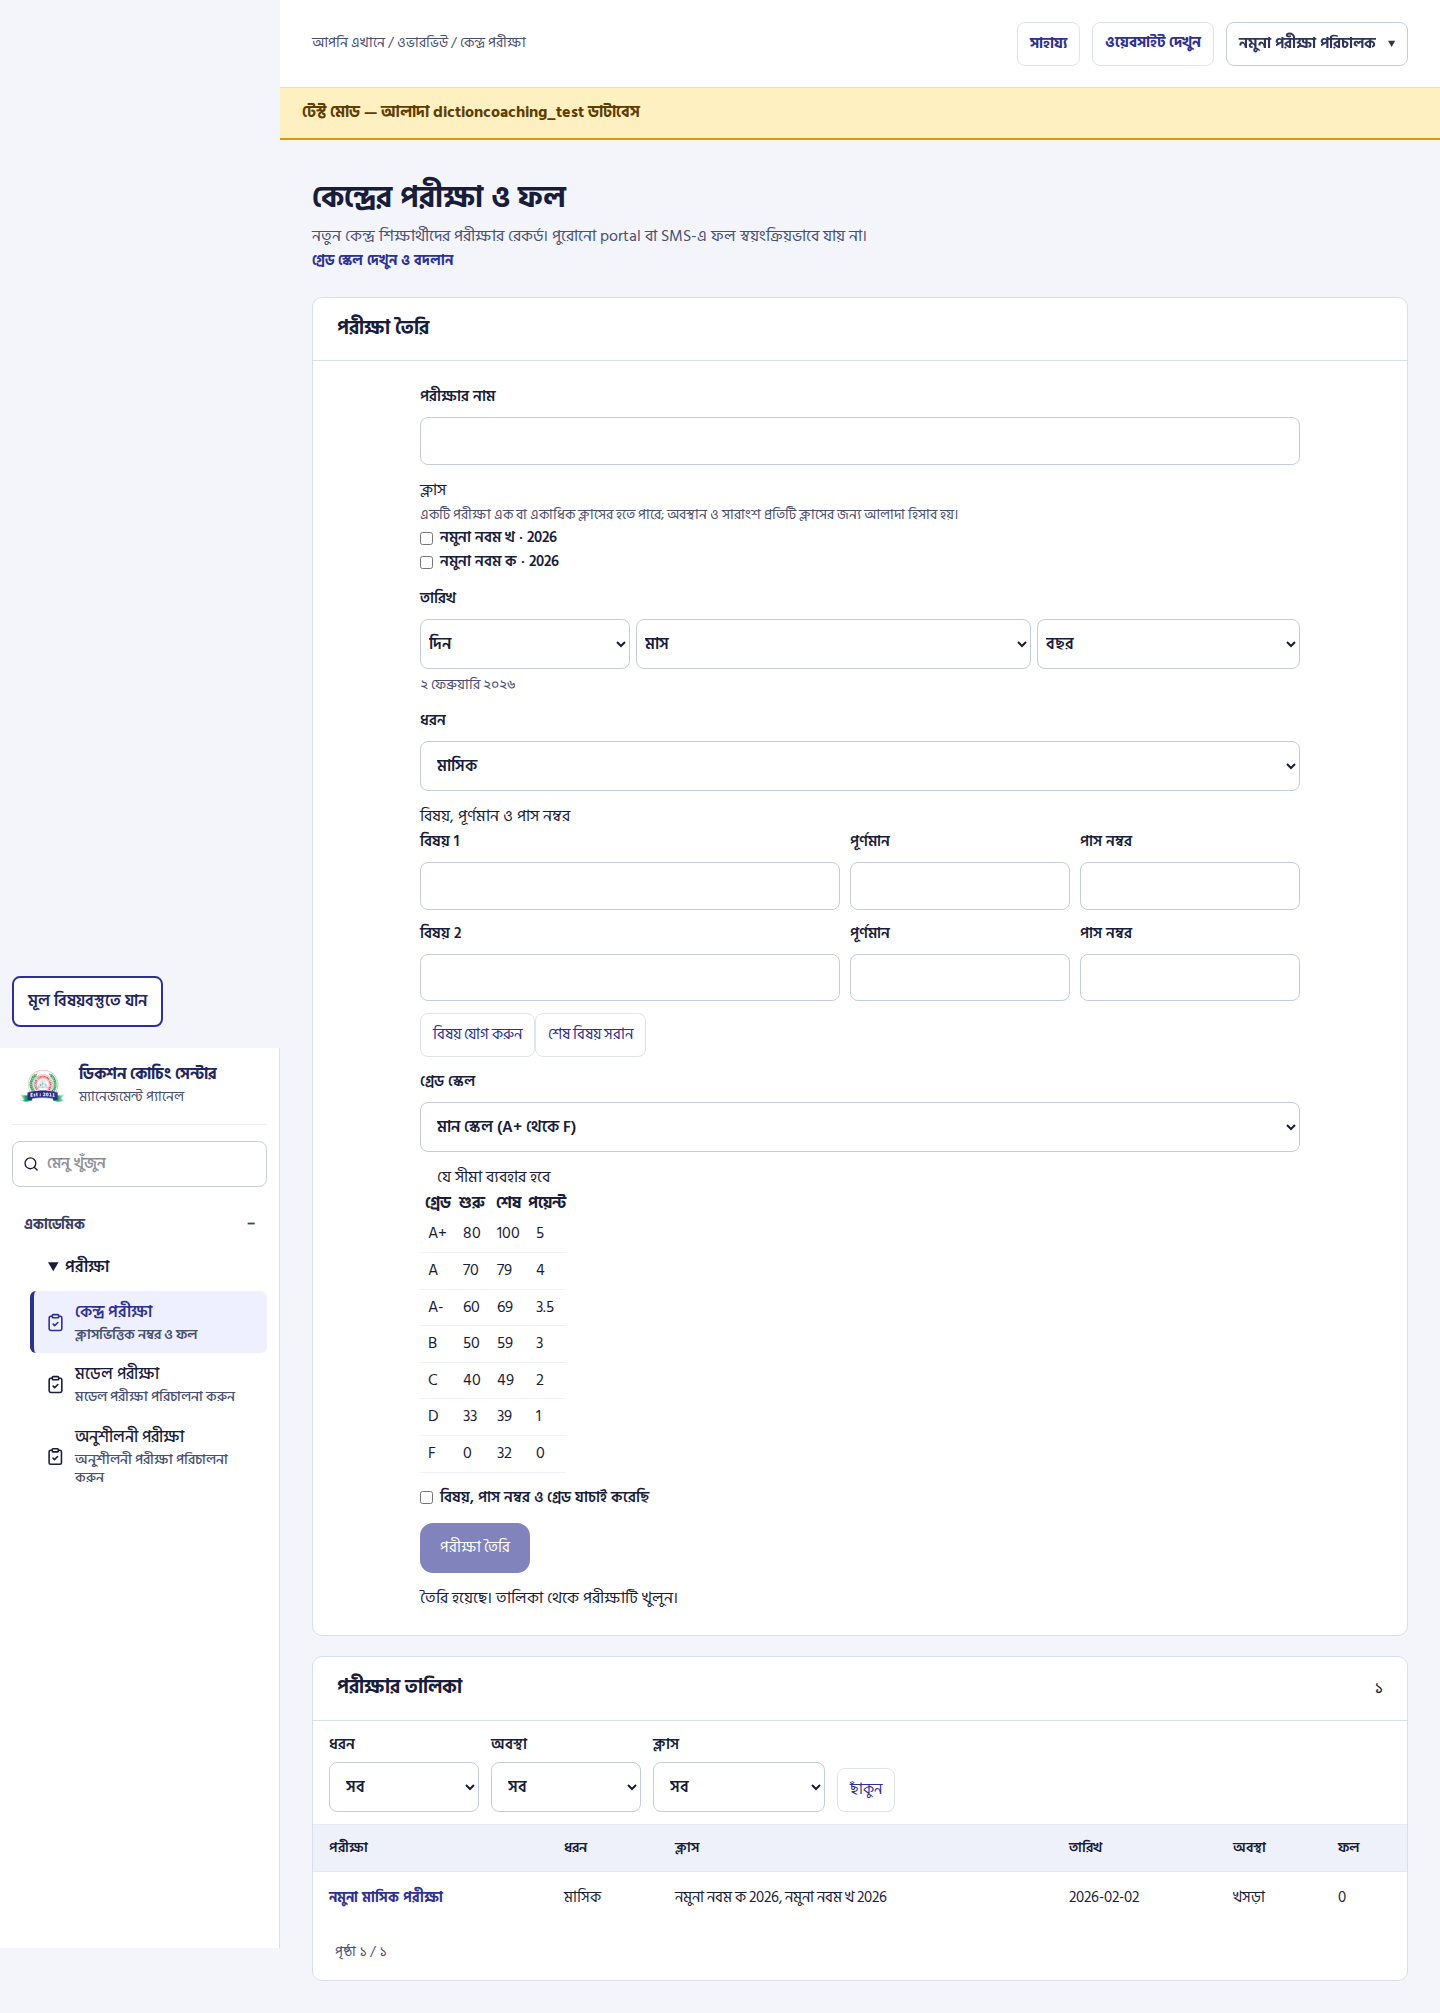 আপনি এখানে / ওভারভিউ / কেন্দ্র পরীক্ষা
সাহায্য
ওয়েবসাইট দেখুন
নমুনা পরীক্ষা পরিচালক
টেস্ট মোড — আলাদা dictioncoaching_test ডাটাবেস
কেন্দ্রের পরীক্ষা ও ফল
নতুন কেন্দ্র শিক্ষার্থীদের পরীক্ষার রেকর্ড। পুরোনো portal বা SMS-এ ফল স্বয়ংক্রিয়ভাবে যায় না।
গ্রেড স্কেল দেখুন ও বদলান
পরীক্ষা তৈরি
পরীক্ষার নাম
ক্লাস
একটি পরীক্ষা এক বা একাধিক ক্লাসের হতে পারে; অবস্থান ও সারাংশ প্রতিটি ক্লাসের জন্য আলাদা হিসাব হয়।
নমুনা নবম খ · 2026
নমুনা নবম ক · 2026
তারিখ
দিন মাস বছর
২ ফেব্রুয়ারি ২০২৬
ধরন
মাসিক
বিষয়, পূর্ণমান ও পাস নম্বর
বিষয় 1 পূর্ণমান পাস নম্বর
বিষয় 2 পূর্ণমান পাস নম্বর
বিষয় যোগ করুন শেষ বিষয় সরান
গ্রেড স্কেল
মান স্কেল (A+ থেকে F)
যে সীমা ব্যবহার হবে
গ্রেড শুরু শেষ পয়েন্ট
A+ 80 100 5
A 70 79 4
A- 60 69 3.5
B 50 59 3
C 40 49 2
D 33 39 1
F 0 32 0
বিষয়, পাস নম্বর ও গ্রেড যাচাই করেছি
পরীক্ষা তৈরি
তৈরি হয়েছে। তালিকা থেকে পরীক্ষাটি খুলুন।
পরীক্ষার তালিকা
১
ধরন অবস্থা ক্লাস
সব সব সব ছাঁকুন
পরীক্ষা ধরন ক্লাস তারিখ অবস্থা ফল
নমুনা মাসিক পরীক্ষা মাসিক নমুনা নবম ক 2026, নমুনা নবম খ 2026 2026-02-02 খসড়া 0
পৃষ্ঠা ১ / ১
মূল বিষয়বস্তুতে যান
ডিকশন কোচিং সেন্টার
ম্যানেজমেন্ট প্যানেল
Est : 2011
মেনু খুঁজুন
একাডেমিক −
পরীক্ষা
কেন্দ্র পরীক্ষা
ক্লাসভিত্তিক নম্বর ও ফল
মডেল পরীক্ষা
মডেল পরীক্ষা পরিচালনা করুন
অনুশীলনী পরীক্ষা
অনুশীলনী পরীক্ষা পরিচালনা
করুন